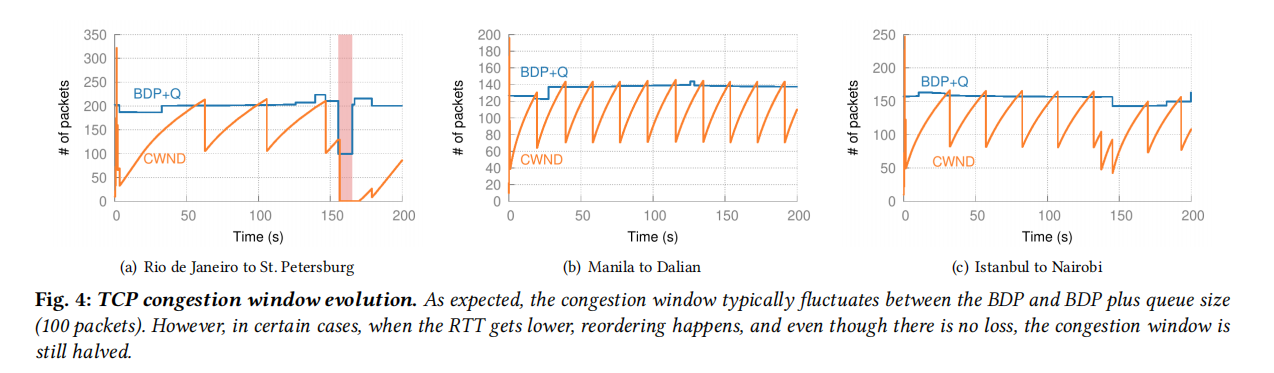 350
300
250
200
150
100
50
0
# of packets
BDP+Q
CWND
0 50 100 150 200
Time (s)
(a) Rio de Janeiro to St. Petersburg
200
180
160
140
120
100
80
60
40
20
0
# of packets
BDP+Q
CWND
0 50 100 150 200
Time (s)
(b) Manila to Dalian
250
200
150
100
50
0
# of packets
BDP+Q
CWND
0 50 100 150 200
Time (s)
(c) Istanbul to Nairobi
Fig. 4: TCP congestion window evolution. As expected, the congestion window typically fluctuates between the BDP and BDP plus queue size
(100 packets). However, in certain cases, when the RTT gets lower, reordering happens, and even though there is no loss, the congestion window is
still halved.